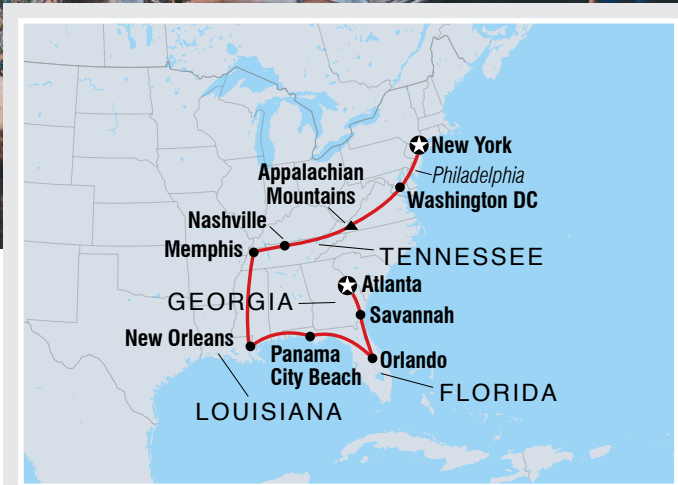 New York
Philadelphia
Appalachian
Mountains
Washington DC
Nashville
Memphis
TENNESSEE
Atlanta
GEORGIA
Savannah
New Orleans
Panama
City Beach
Orlando
FLORIDA
LOUISIANA